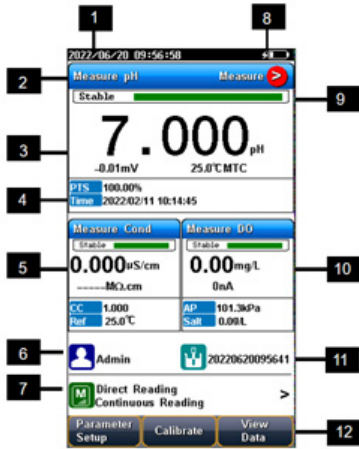 1
8
2022/06/20 09:56:58
2
Measure pH
Measure >
9
Stable
3
7.000pH
-0.01mV
25.0℃ MTC
4
PTS 100.00%
Time 2022/02/11 10:14:45
Measure Cond
Measure DO
Stable
Stable
5
0.000µS/cm
0.00mg/L
10
-----MΩ.cm
0nA
CC 1.000
AP 101.3kPa
Ref 25.0℃
Salt 0.00L
6
Admin
20220620095641
11
7
M
Direct Reading
Continuous Reading
>
Parameter Setup
Calibrate
View Data
12